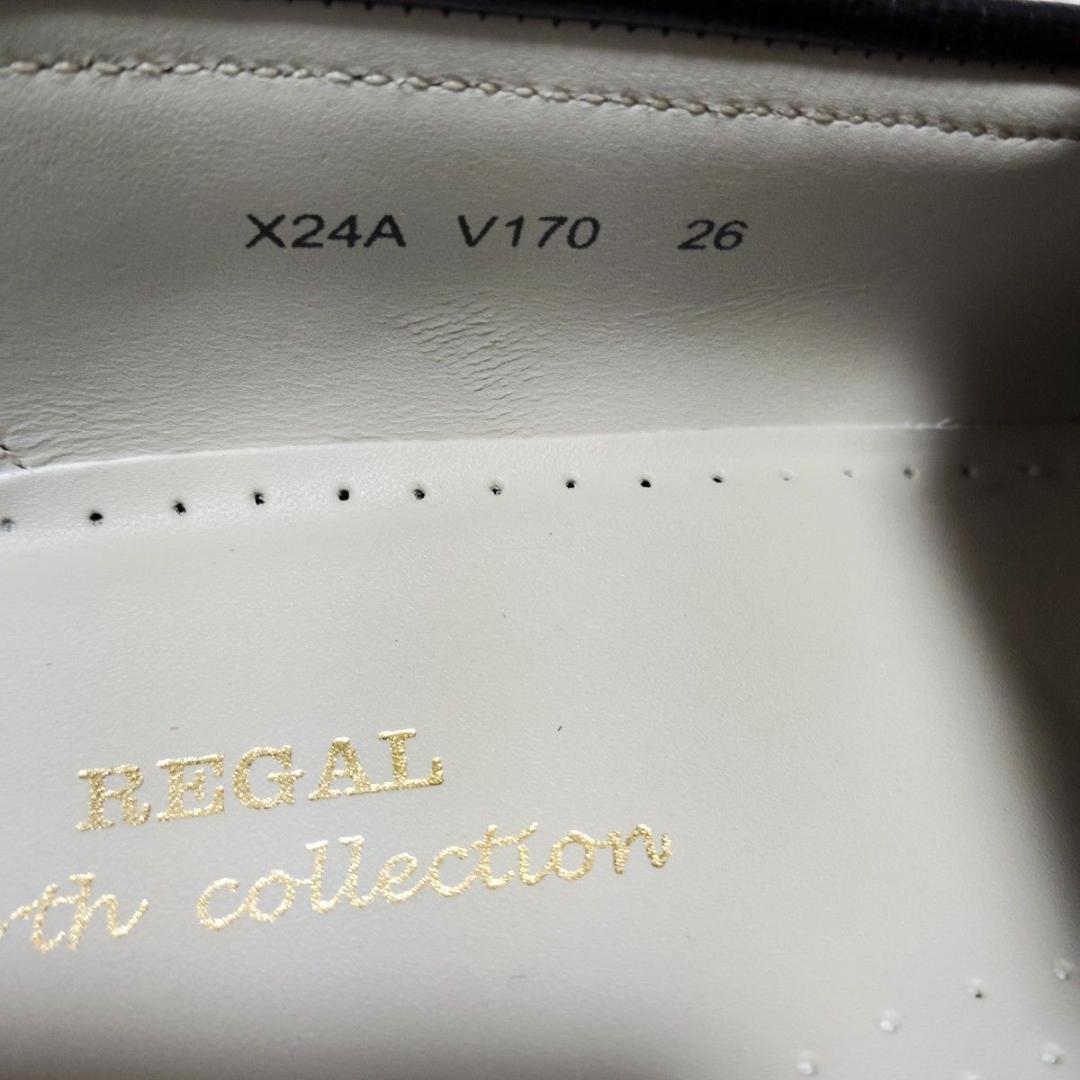 X24A V170 26
REGAL
collection